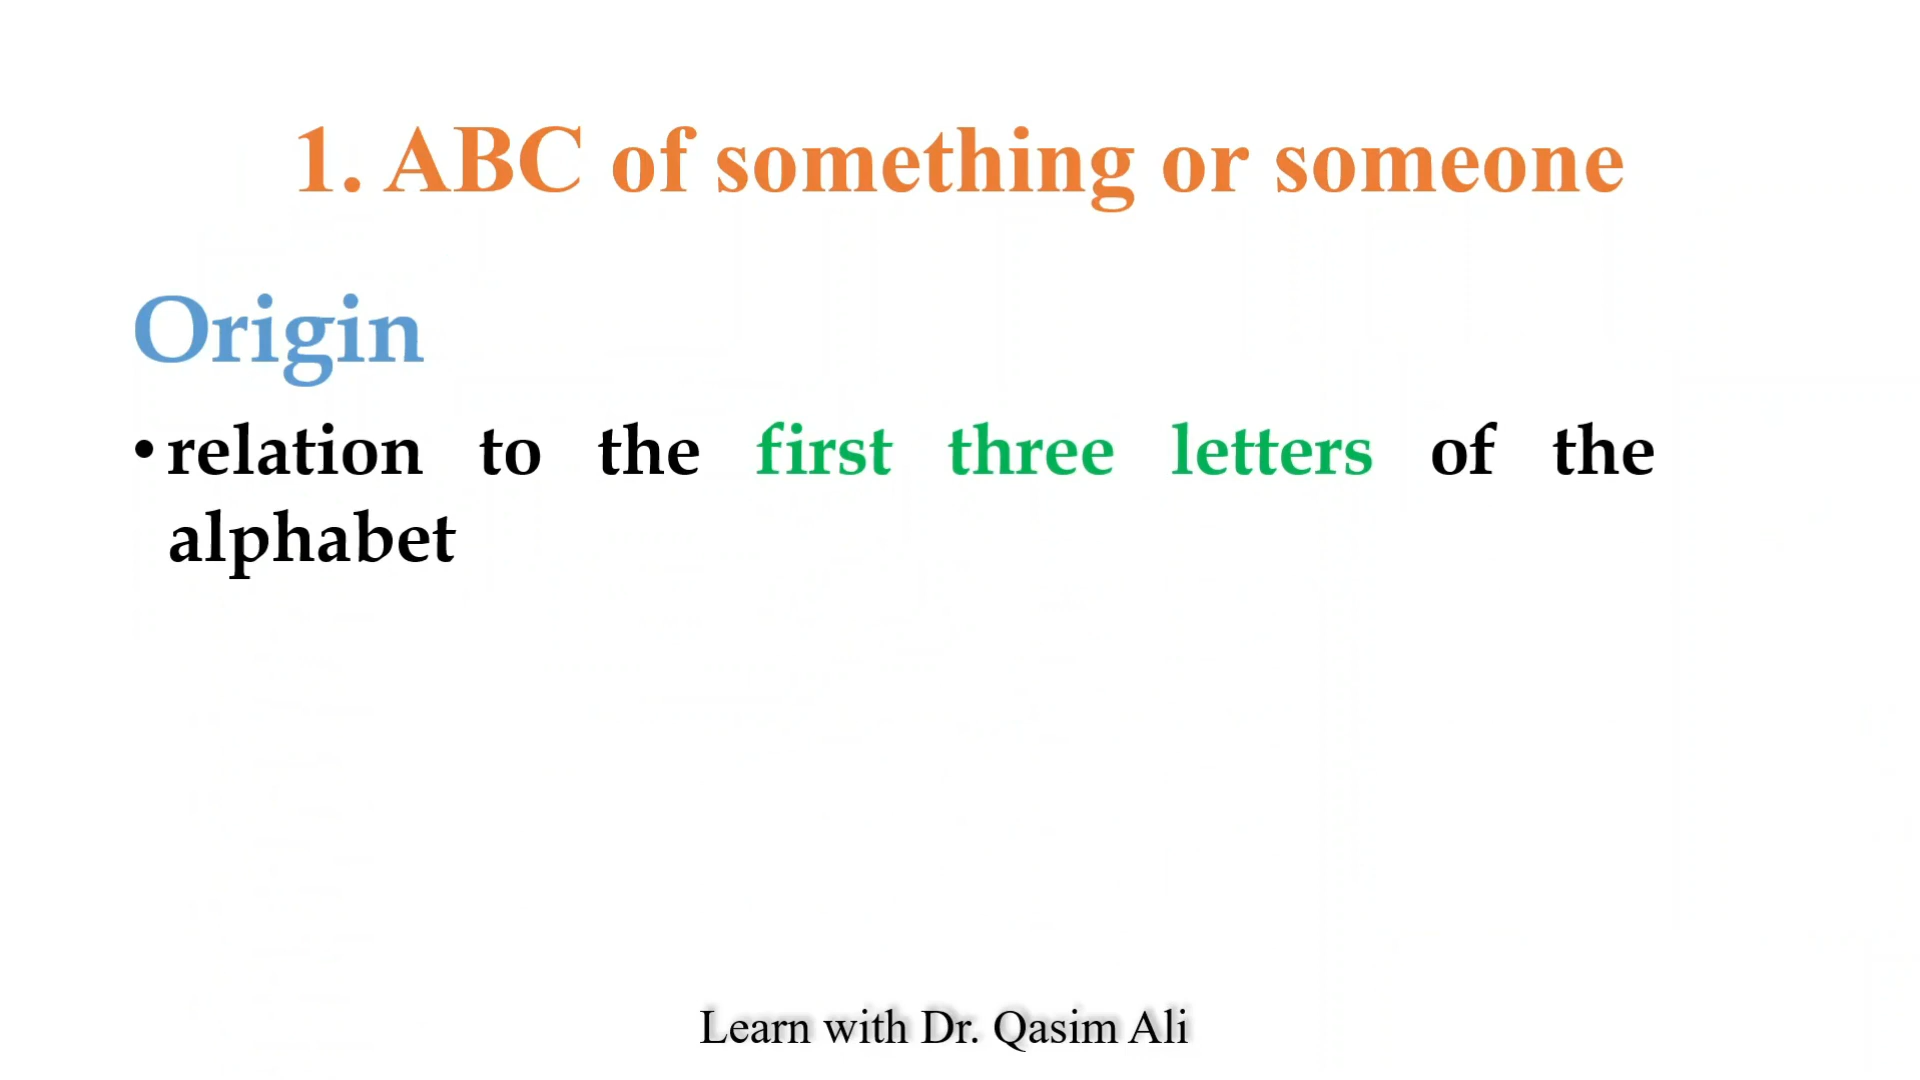 1. ABC of something or someone
Origin
• relation to the first three letters of the
alphabet
Learn with Dr. Qasim Ali